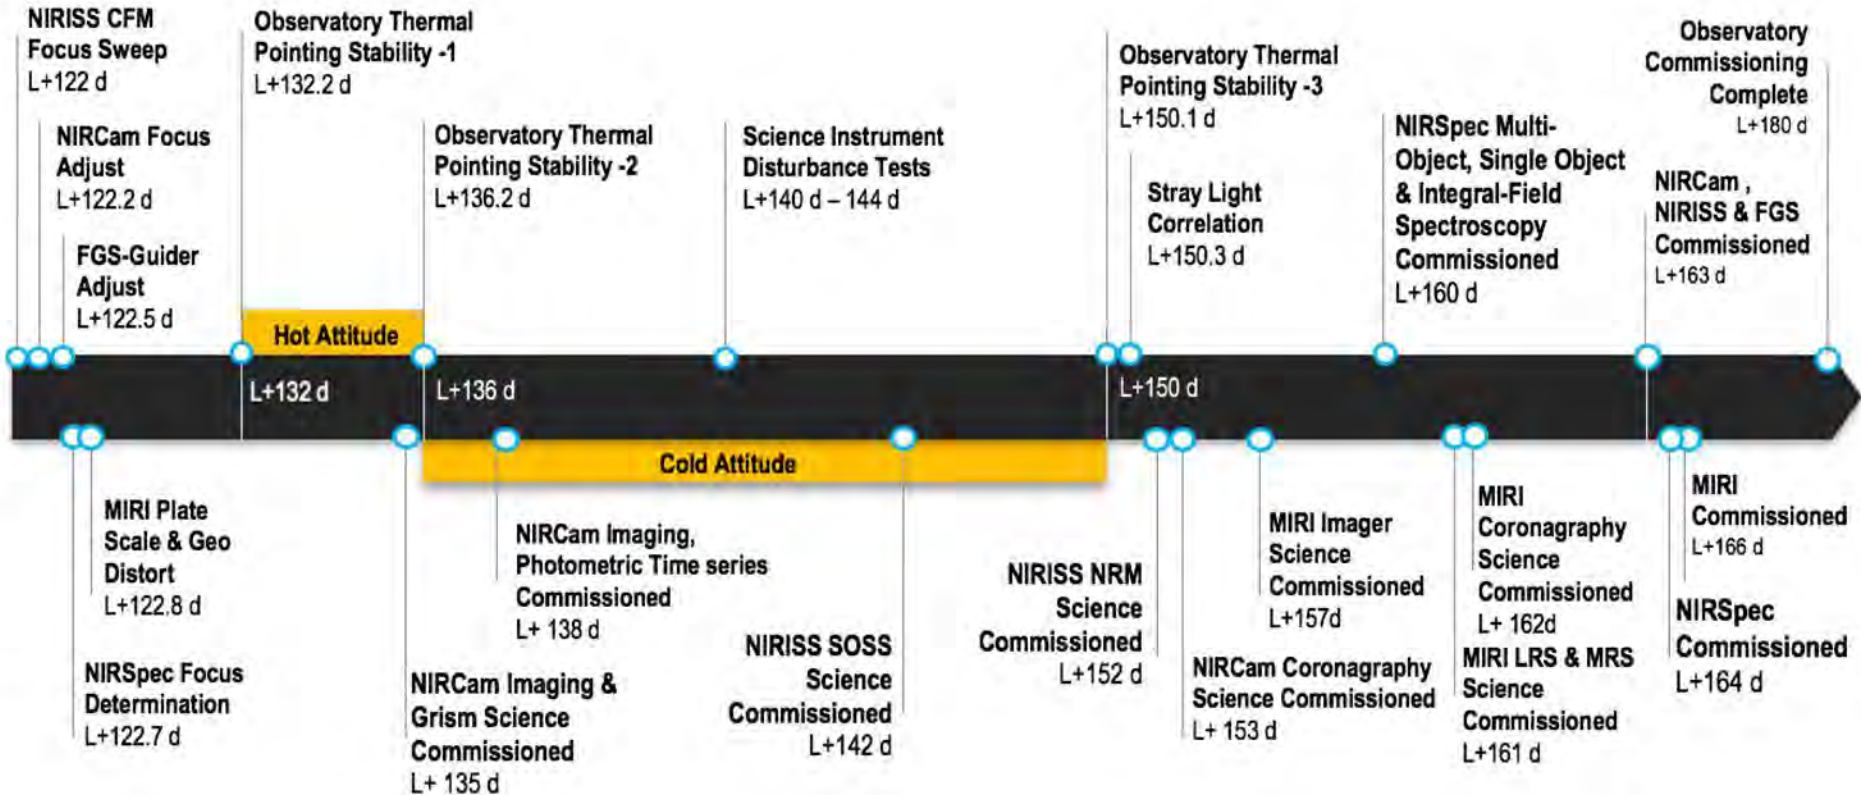 NIRISS CFM
Focus Sweep
L+122 d
NIRCam Focus
Adjust
L+122.2 d
FGS-Guider
Adjust
L+122.5 d
Observatory Thermal
Pointing Stability -1
L+132.2 d
Observatory Thermal
Pointing Stability -2
L+136.2 d
Science Instrument
Disturbance Tests
L+140 d – 144 d
Observatory Thermal
Pointing Stability -3
L+150.1 d
Stray Light
Correlation
L+150.3 d
NIRSpec Multi-
Object, Single Object
& Integral-Field
Spectroscopy
Commissioned
L+160 d
NIRCam ,
NIRISS & FGS
Commissioned
L+163 d
Observatory
Commissioning
Complete
L+180 d
Hot Attitude
L+132 d
L+136 d
L+150 d
Cold Attitude
MIRI Plate
Scale & Geo
Distort
L+122.8 d
NIRSpec Focus
Determination
L+122.7 d
NIRCam Imaging &
Grism Science
Commissioned
L+ 135 d
NIRCam Imaging,
Photometric Time series
Commissioned
L+ 138 d
NIRISS SOSS
Science
Commissioned
L+142 d
NIRISS NRM
Science
Commissioned
L+152 d
NIRCam Coronagraphy
Science Commissioned
L+ 153 d
MIRI Imager
Science
Commissioned
L+157d
MIRI
Coronagraphy
Science
Commissioned
L+ 162d
MIRI LRS & MRS
Science
Commissioned
L+161 d
MIRI
Commissioned
L+166 d
NIRSpec
Commissioned
L+164 d